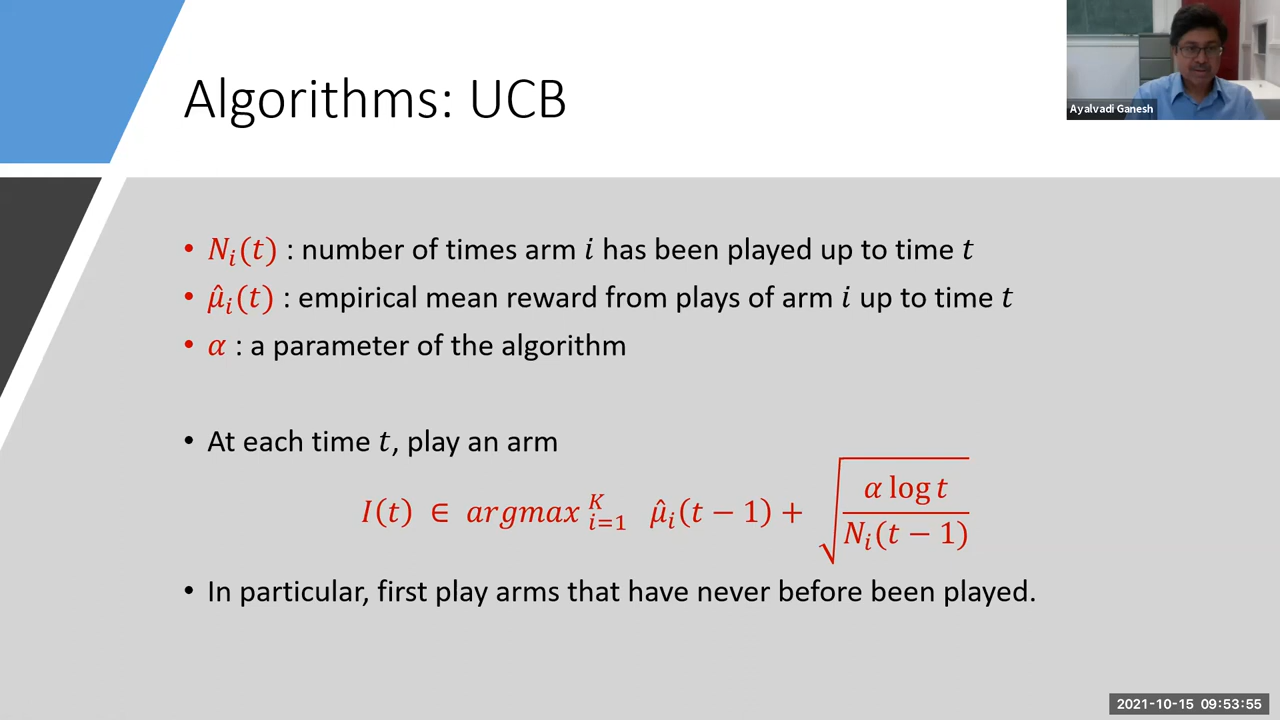 Algorithms: UCB
Ayalvadi Ganesh
• Nᵢ(t) : number of times arm i has been played up to time t
• μ̂ᵢ(t) : empirical mean reward from plays of arm i up to time t
• α : a parameter of the algorithm
• At each time t, play an arm
I(t) ∈ argmax ᴷᵢ₌₁ μ̂ᵢ(t − 1) + √(α log t / Nᵢ(t − 1))
• In particular, first play arms that have never before been played.
2021-10-15 09:53:55